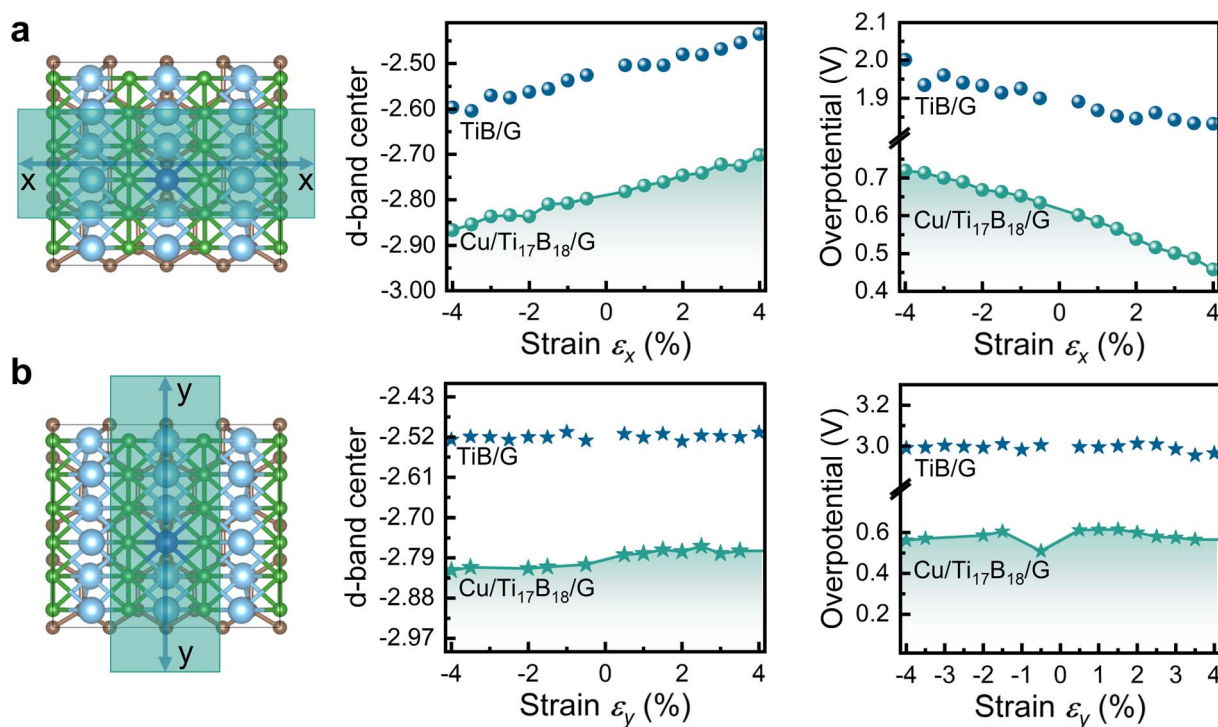 a
x x
d-band center
-2.50
-2.60
-2.70
-2.80
-2.90
-3.00
TiB/G
Cu/Ti₁₇B₁₈/G
-4 -2 0 2 4
Strain εₓ (%)
Overpotential (V)
2.1
2.0
1.9
0.7
0.6
0.5
0.4
TiB/G
Cu/Ti₁₇B₁₈/G
-4 -2 0 2 4
Strain εₓ (%)
b
y
y
d-band center
-2.43
-2.52
-2.61
-2.70
-2.79
-2.88
-2.97
TiB/G
Cu/Ti₁₇B₁₈/G
-4 -2 0 2 4
Strain εᵧ (%)
Overpotential (V)
3.2
3.0
0.6
0.4
0.2
TiB/G
Cu/Ti₁₇B₁₈/G
-4 -3 -2 -1 0 1 2 3 4
Strain εᵧ (%)